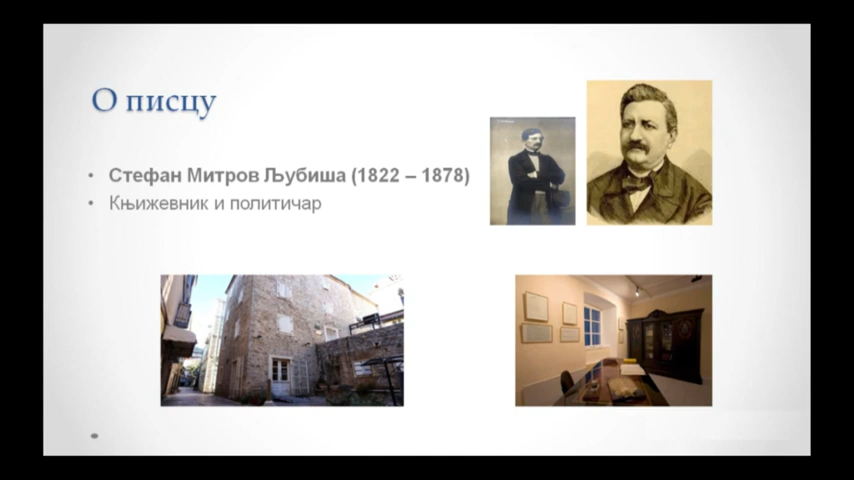 О писцу
• Стефан Митров Љубиша (1822 – 1878)
• Књижевник и политичар